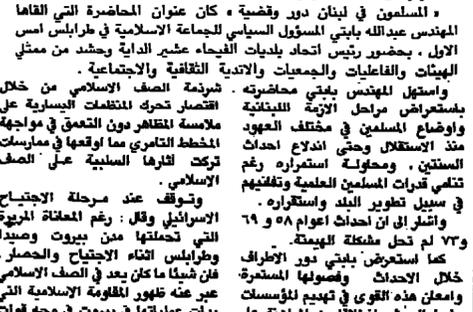 « المسلمون في لبنان دور وقضية » كان عنوان المحاضرة التي القاها
المهندس عبدالله بابتي المسؤول السياسي للجماعة الاسلامية في طرابلس امس
الاول ، بحضور رئيس اتحاد بلديات الفيحاء عشير الداية وحشد من ممثلي
الهيئات والفاعليات والجمعيات والاندية الثقافية والاجتماعية .
واستهل المهندس بابتي محاضرته
باستعراض مراحل الازمة اللبنانية
واوضاع المسلمين في مختلف العهود
منذ الاستقلال وحتى اندلاع احداث
السنتين ، ومحاولة استمراره رغم
تنامي قدرات المسلمين العلمية وتفانيهم
في سبيل تطوير البلد واستقراره .
واشار الى ان احداث اعوام ٥٨ و ٦٩
و٧٣ لم تحل مشكلة الهيمنة .
كما استعرض بابتي دور الاطراف
خلال الاحداث وفصولها المستمرة
وامعان هذه القوى في تهديم المؤسسات
شرذمة الصف الاسلامي من خلال
اقتصار تحرك المنظمات اليسارية على
ملامسة المظاهر دون التعمق في مواجهة
المخطط التامري مما اوقعها في ممارسات
تركت اثارها السلبية على الصف
الاسلامي .
وتوقف عند مرحلة الاجتياح
الاسرائيلي وقال : رغم المعاناة المريرة
التي تحملتها مدن بيروت وصيدا
وطرابلس اثناء الاجتياح والحصار .
فان شيئا ما كان يعد في الصف الاسلامي
عبر عنه ظهور المقاومة الاسلامية التي